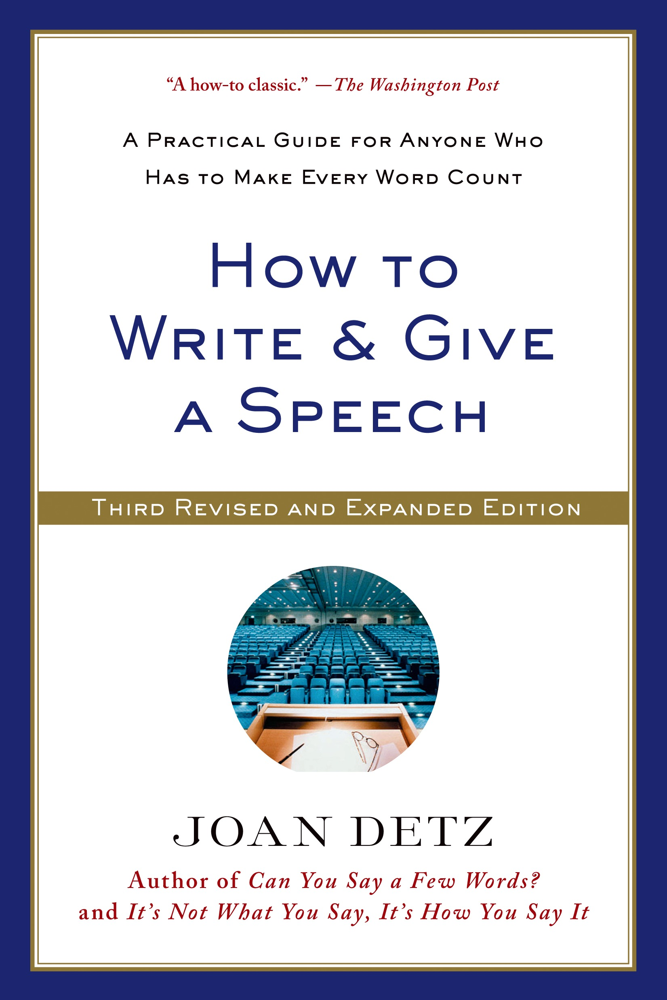 “A how-to classic.” —The Washington Post
A Practical Guide for Anyone Who
Has to Make Every Word Count
How to
Write & Give
a Speech
Third Revised and Expanded Edition
JOAN DETZ
Author of Can You Say a Few Words?
and It’s Not What You Say, It’s How You Say It